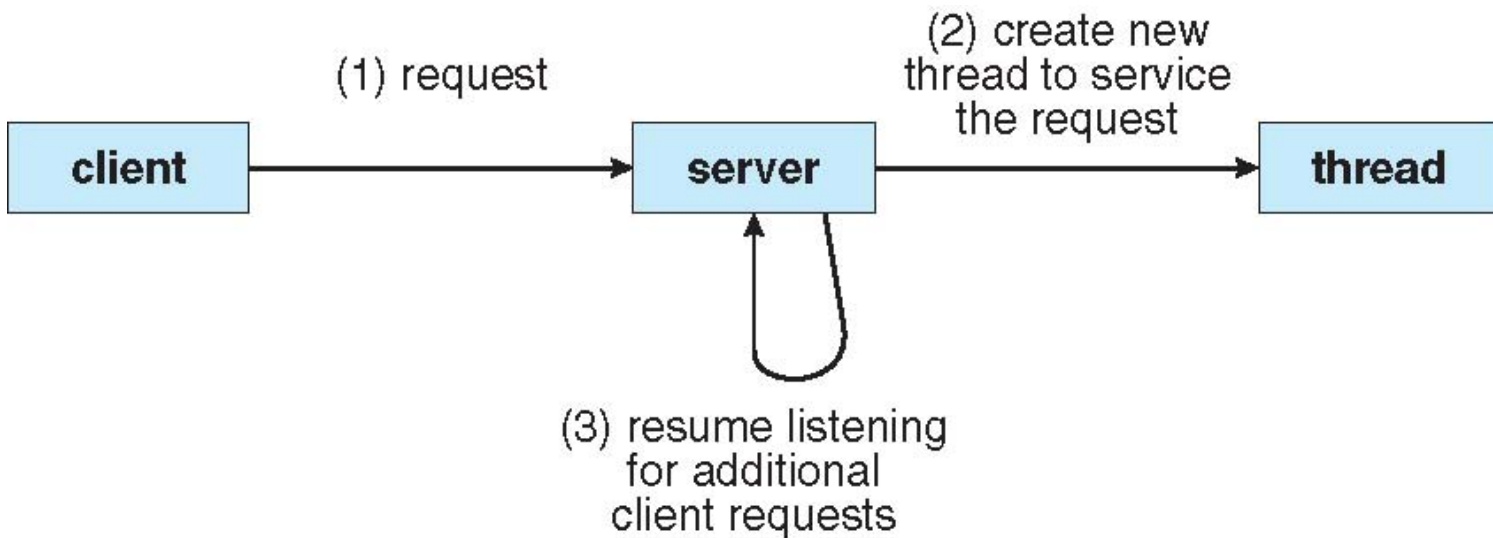 (1) request
(2) create new
thread to service
the request
client
server
thread
(3) resume listening
for additional
client requests